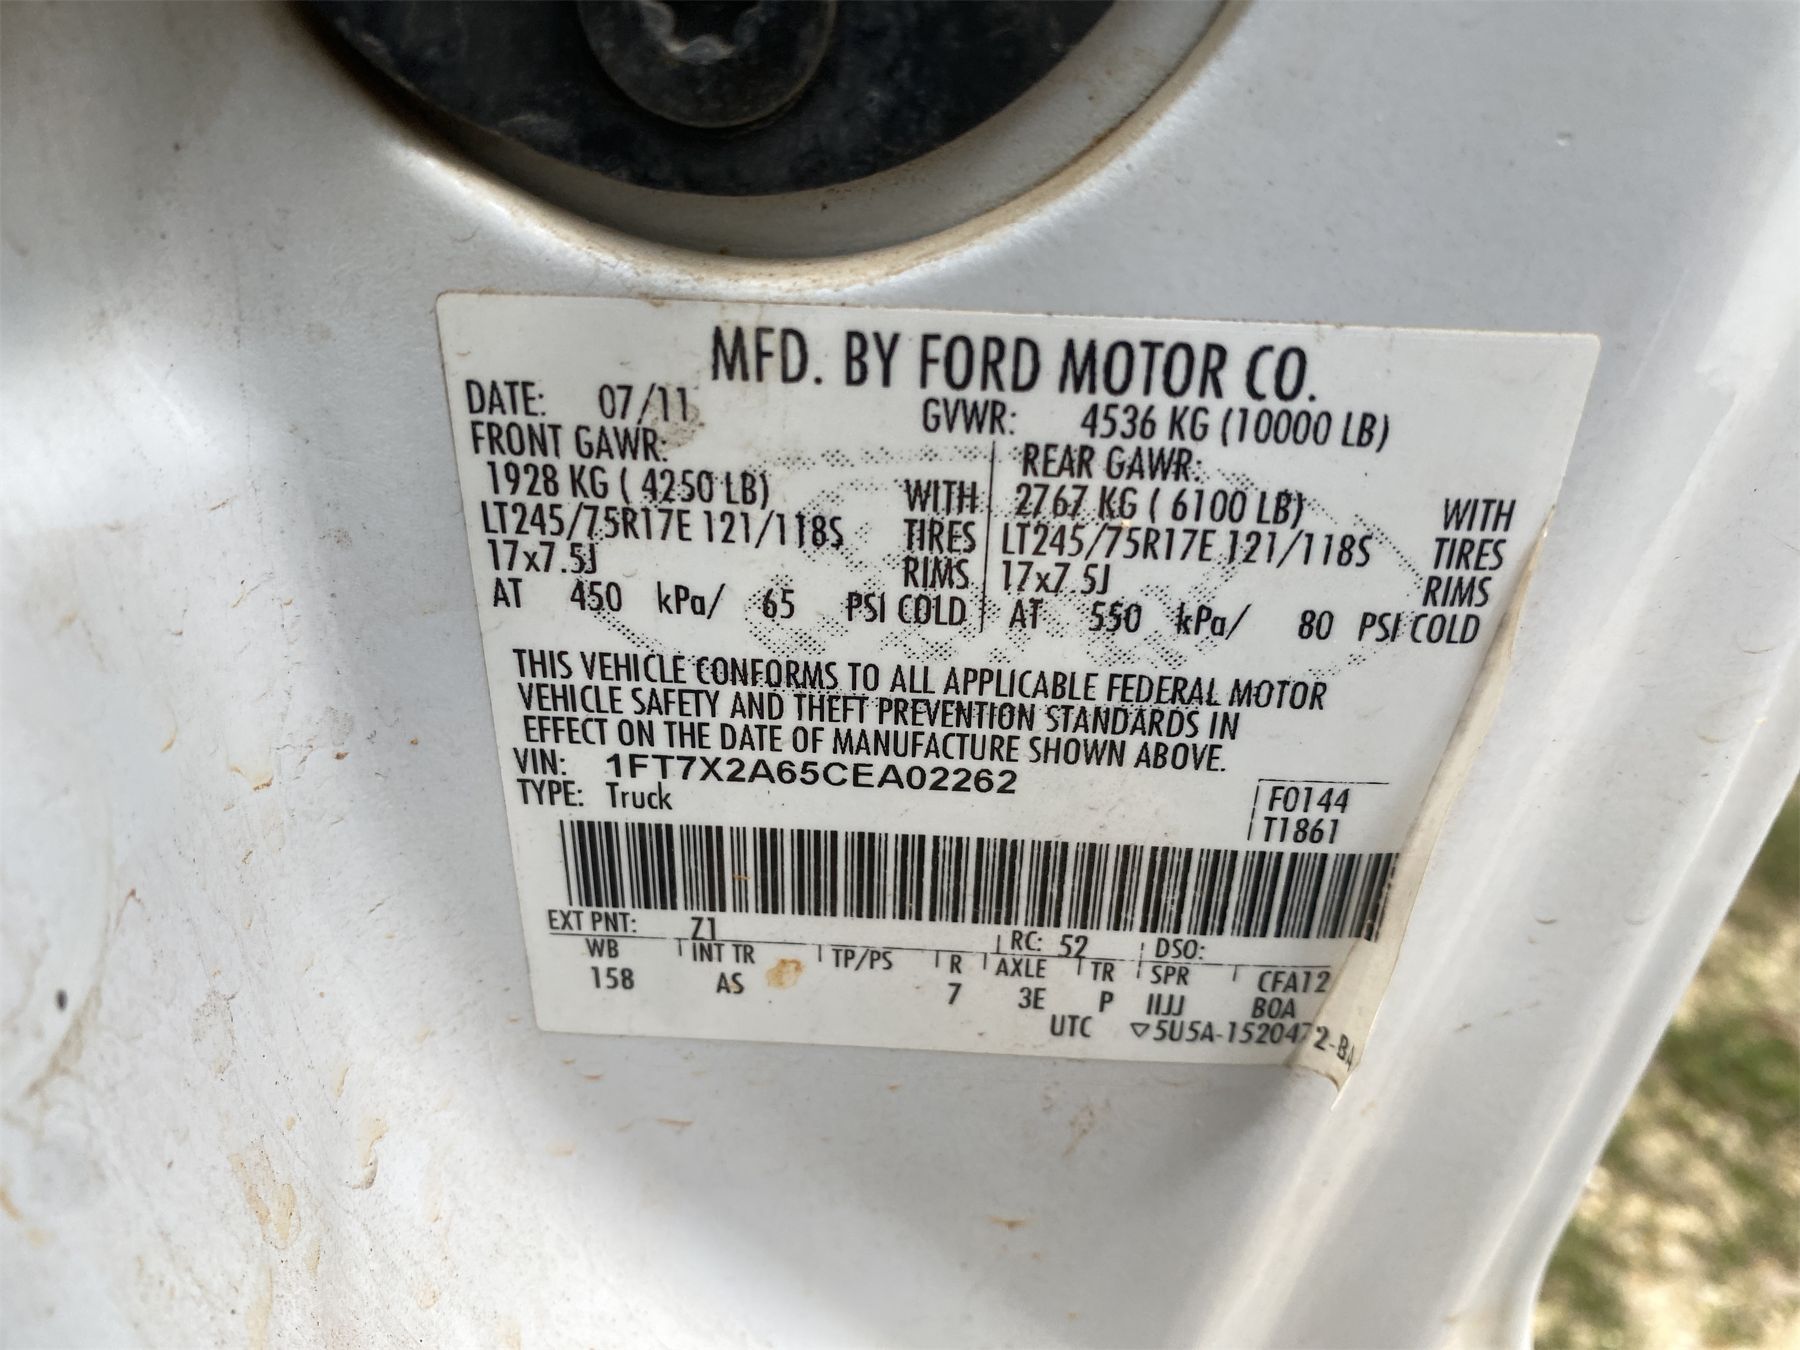 MFD. BY FORD MOTOR CO.
DATE: 07/11 GVWR: 4536 KG (10000 LB)
FRONT GAWR: REAR GAWR:
1928 KG ( 4250 LB) WITH 2767 KG ( 6100 LB) WITH
LT245/75R17E 121/118S TIRES LT245/75R17E 121/118S TIRES
17x7.5J RIMS 17x7.5J RIMS
AT 450 kPa/ 65 PSI COLD AT 550 kPa/ 80 PSI COLD
THIS VEHICLE CONFORMS TO ALL APPLICABLE FEDERAL MOTOR
VEHICLE SAFETY AND THEFT PREVENTION STANDARDS IN
EFFECT ON THE DATE OF MANUFACTURE SHOWN ABOVE.
VIN: 1FT7X2A65CEA02262
TYPE: Truck F0144
T1861
EXT PNT: Z1 RC: 52 DSO:
WB INT TR TP/PS R AXLE TR SPR CFA12
158 AS 7 3E P IIJJ B0A
UTC ▽5U5A-1520472-BA